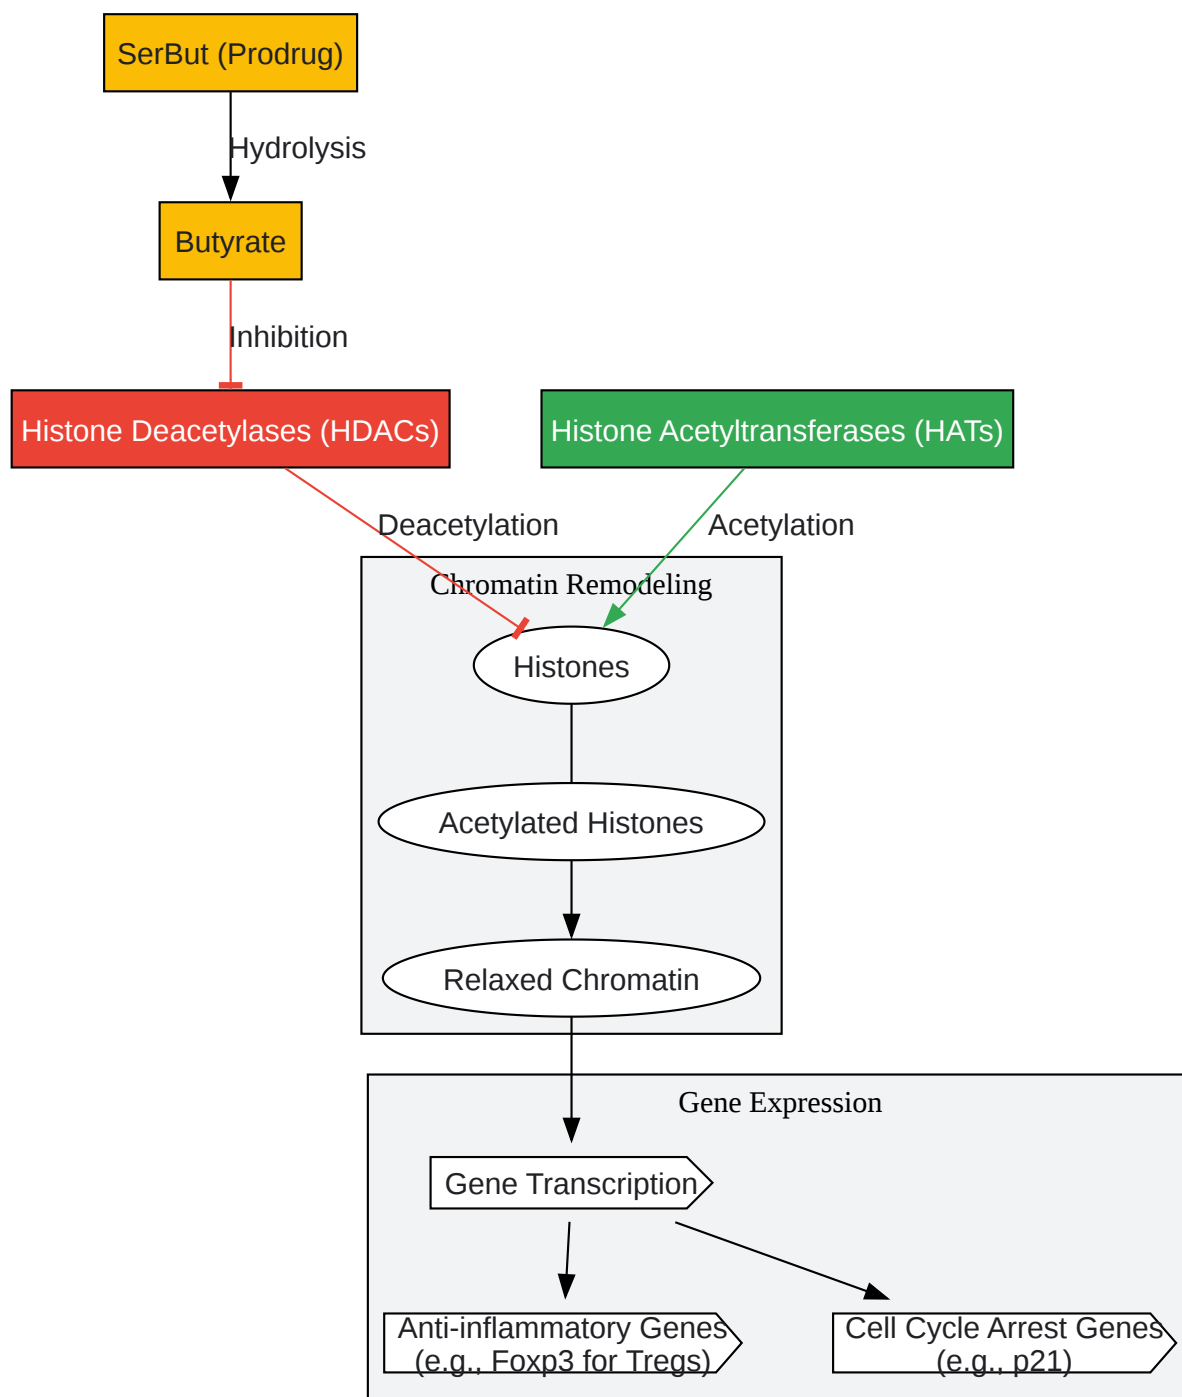 SerBut (Prodrug)
Hydrolysis
Butyrate
Inhibition
Histone Deacetylases (HDACs)
Histone Acetyltransferases (HATs)
Deacetylation
Acetylation
Chromatin Remodeling
Histones
Acetylated Histones
Relaxed Chromatin
Gene Expression
Gene Transcription
Anti-inflammatory Genes
(e.g., Foxp3 for Tregs)
Cell Cycle Arrest Genes
(e.g., p21)